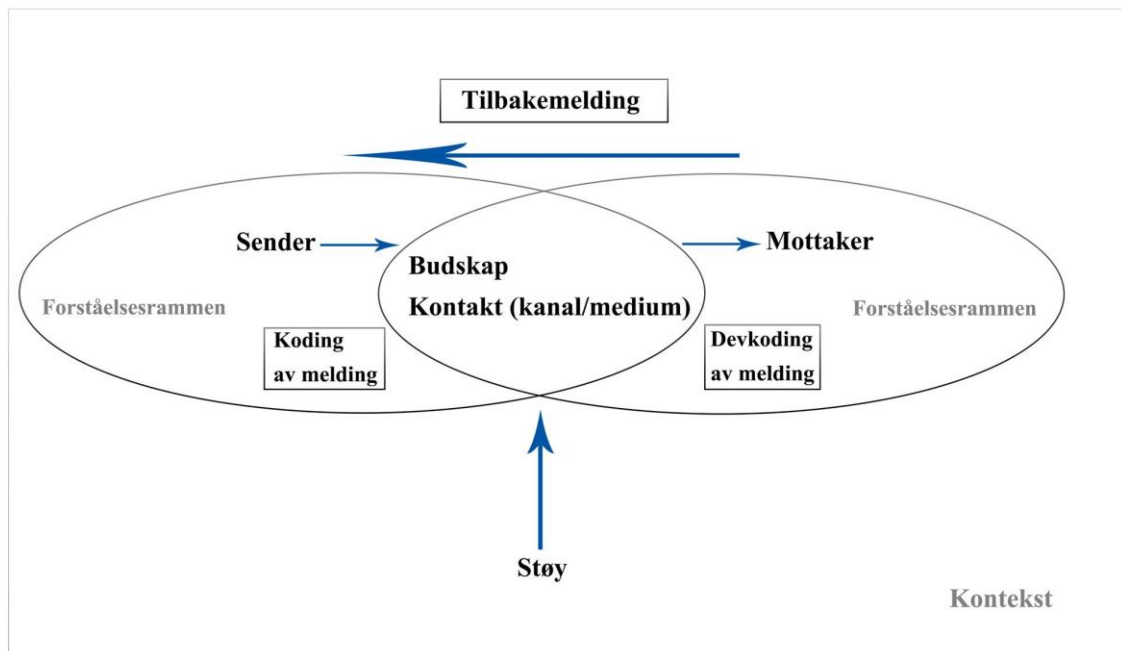 Tilbakemelding
Sender
Mottaker
Budskap
Kontakt (kanal/medium)
Forståelsesrammen
Forståelsesrammen
Koding
av melding
Devkoding
av melding
Støy
Kontekst